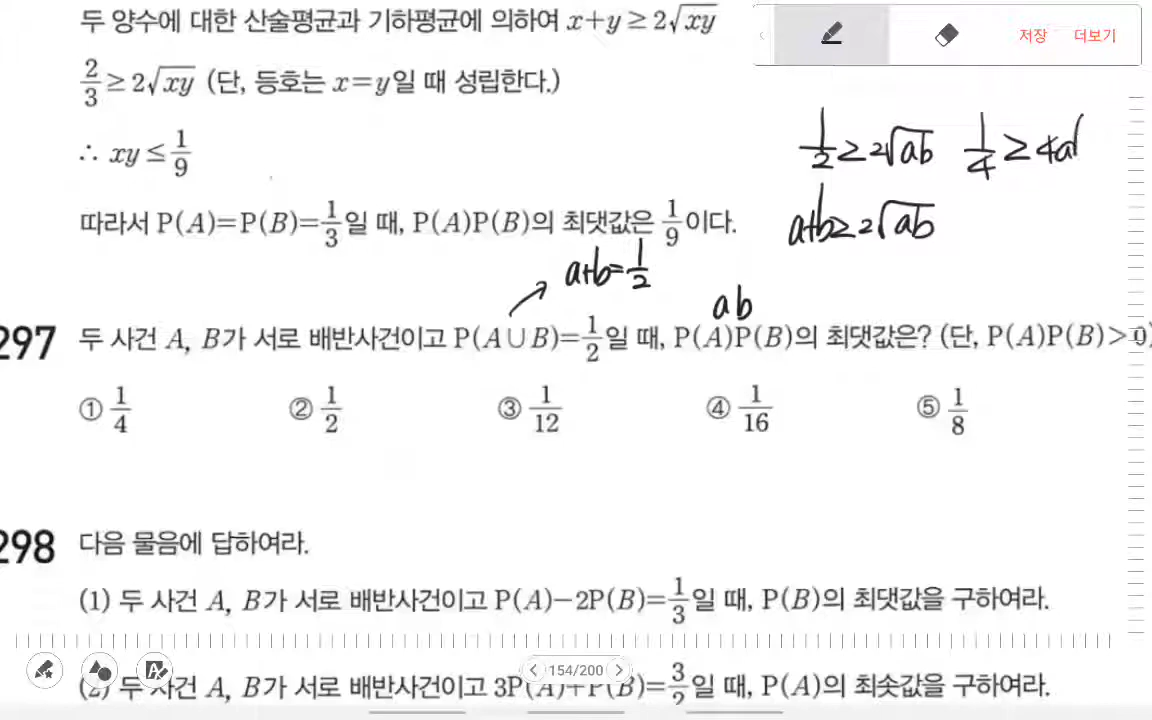 두 양수에 대한 산술평균과 기하평균에 의하여 x+y ≥ 2√xy
저장 더보기
2/3 ≥ 2√xy (단, 등호는 x=y일 때 성립한다.)
∴ xy ≤ 1/9
1/2 ≥ 2√ab 1/4 ≥ 4a
따라서 P(A)=P(B)=1/3일 때, P(A)P(B)의 최댓값은 1/9이다.
a+b ≥ 2√ab
a+b=1/2
ab
297 두 사건 A, B가 서로 배반사건이고 P(A∪B)=1/2일 때, P(A)P(B)의 최댓값은? (단, P(A)P(B)>0)
① 1/4 ② 1/2 ③ 1/12 ④ 1/16 ⑤ 1/8
298 다음 물음에 답하여라.
(1) 두 사건 A, B가 서로 배반사건이고 P(A)−2P(B)=1/3일 때, P(B)의 최댓값을 구하여라.
154/200
(2) 두 사건 A, B가 서로 배반사건이고 3P(A)+P(B)=3/2일 때, P(A)의 최솟값을 구하여라.